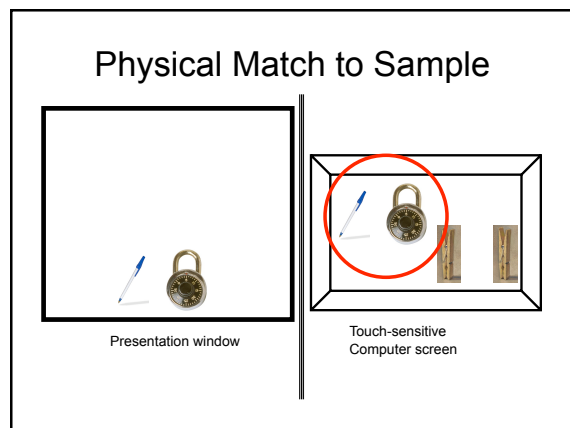 Physical Match to Sample
Presentation window
Touch-sensitive
Computer screen